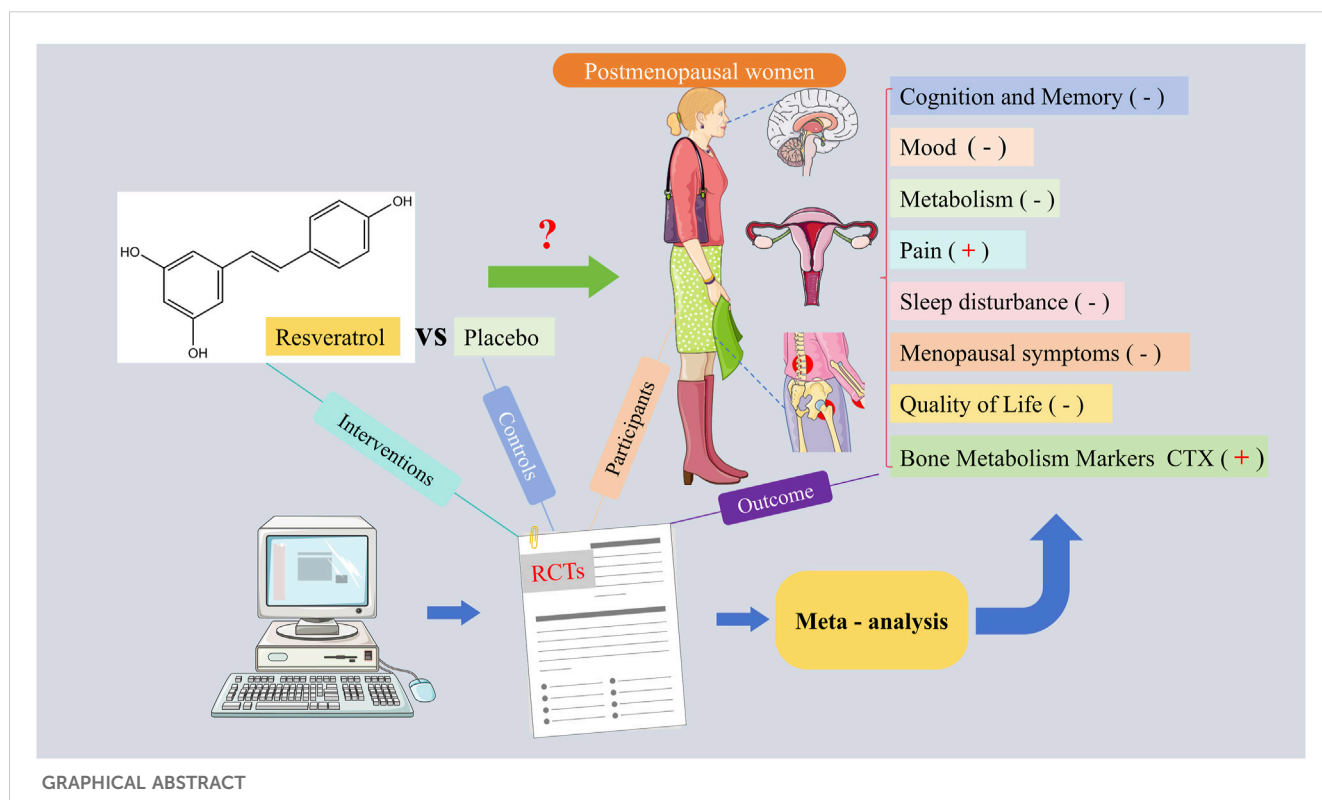 Postmenopausal women
Cognition and Memory ( - )
Mood ( - )
Metabolism ( - )
Pain ( + )
Sleep disturbance ( - )
Menopausal symptoms ( - )
Quality of Life ( - )
Bone Metabolism Markers CTX ( + )
OH
HO
OH
?
Resveratrol vs Placebo
Interventions
Controls
Participants
Outcome
RCTs
Meta - analysis
GRAPHICAL ABSTRACT